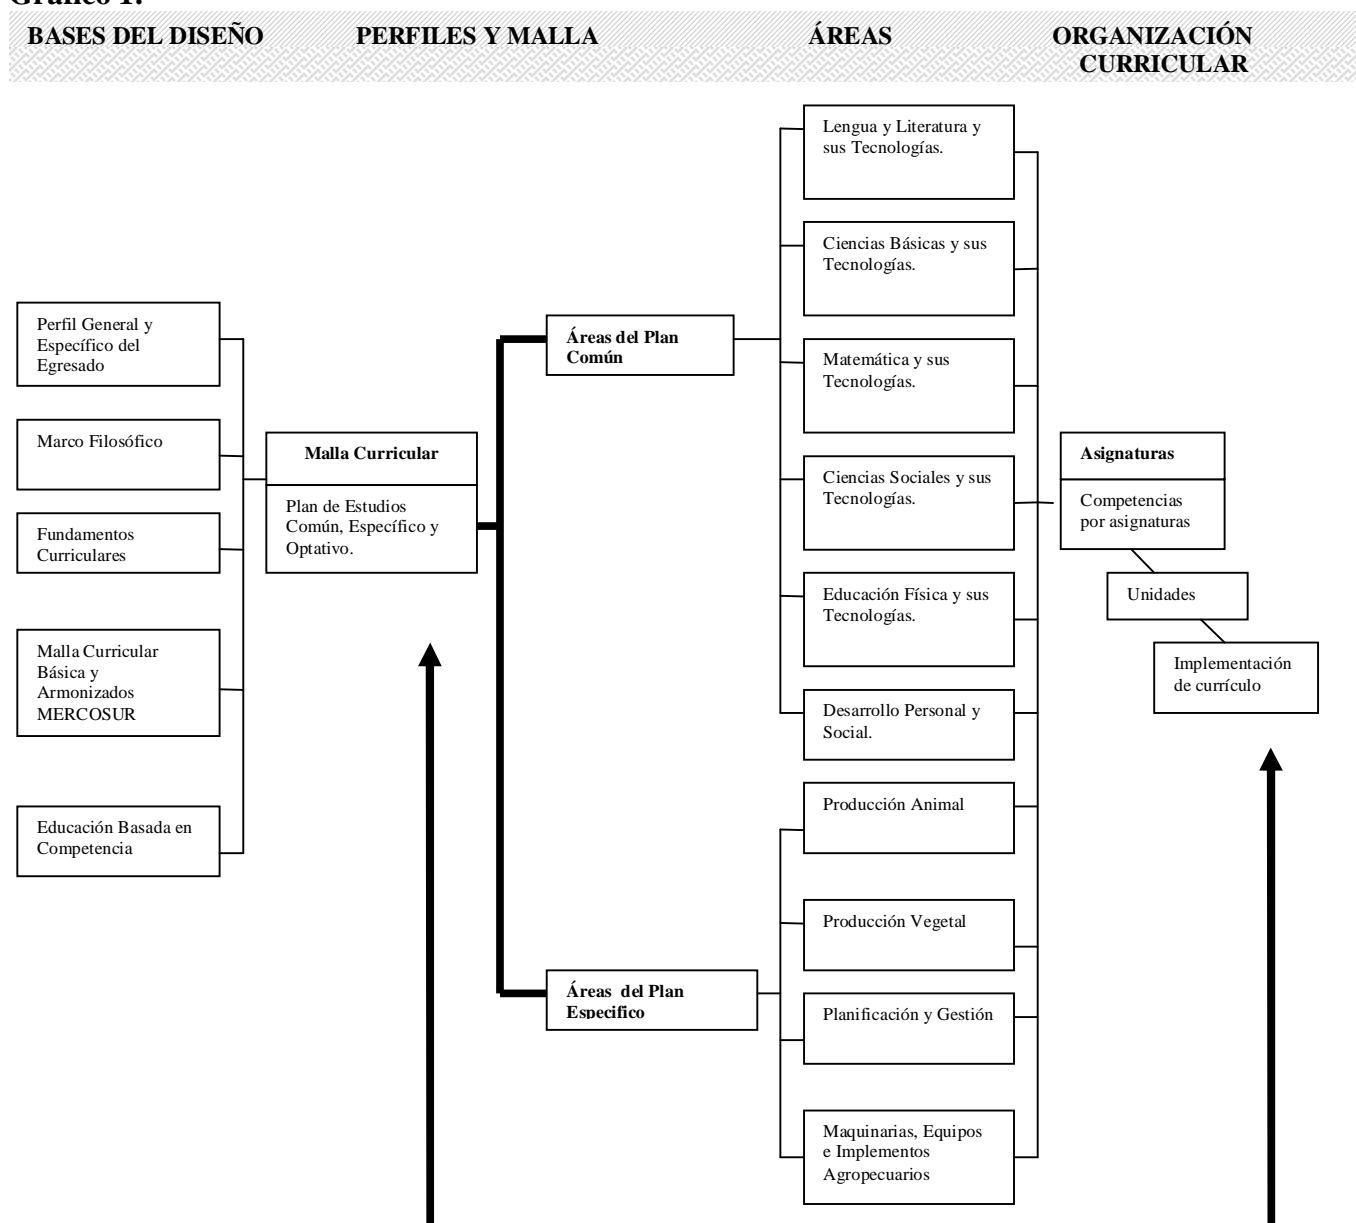 Gráfico 1:
BASES DEL DISEÑO
PERFILES Y MALLA
ÁREAS
ORGANIZACIÓN
CURRICULAR
Perfil General y
Específico del
Egresado
Marco Filosófico
Fundamentos
Curriculares
Malla Curricular
Básica y
Armonizados
MERCOSUR
Educación Basada en
Competencia
Malla Curricular
Plan de Estudios
Común, Específico y
Optativo.
Áreas del Plan
Común
Áreas  del Plan
Especifico
Lengua y Literatura y
sus Tecnologías.
Ciencias Básicas y sus
Tecnologías.
Matemática y sus
Tecnologías.
Ciencias Sociales y sus
Tecnologías.
Educación Física y sus
Tecnologías.
Desarrollo Personal y
Social.
Producción Animal
Producción Vegetal
Planificación y Gestión
Maquinarias, Equipos
e Implementos
Agropecuarios
Asignaturas
Competencias
por asignaturas
Unidades
Implementación
de currículo